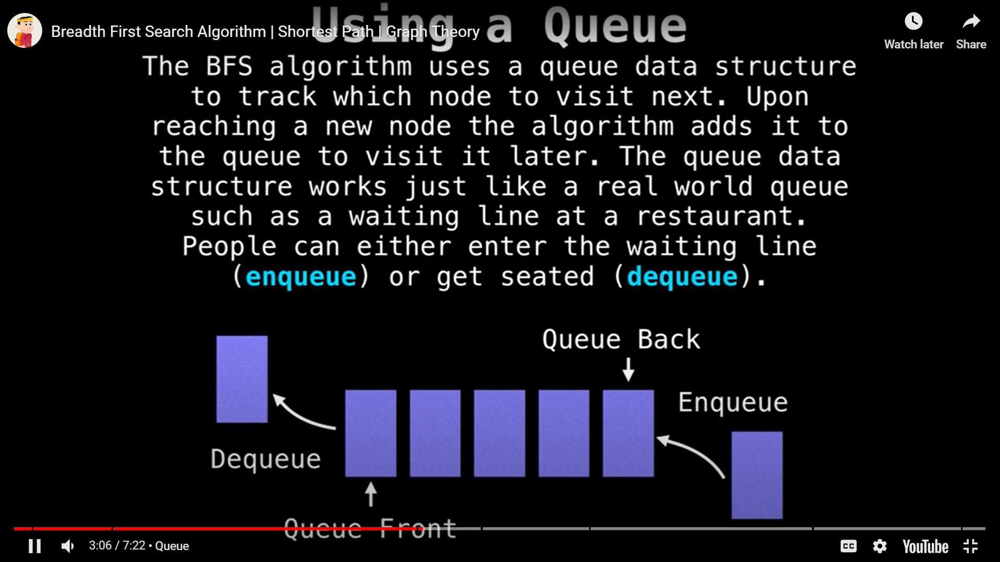 Using a Queue
Breadth First Search Algorithm | Shortest Path | Graph Theory
Watch later
Share
The BFS algorithm uses a queue data structure
to track which node to visit next. Upon
reaching a new node the algorithm adds it to
the queue to visit it later. The queue data
structure works just like a real world queue
such as a waiting line at a restaurant.
People can either enter the waiting line
(enqueue) or get seated (dequeue).
Queue Back
Enqueue
Dequeue
Queue Front
3:06 / 7:22 • Queue
CC
YouTube